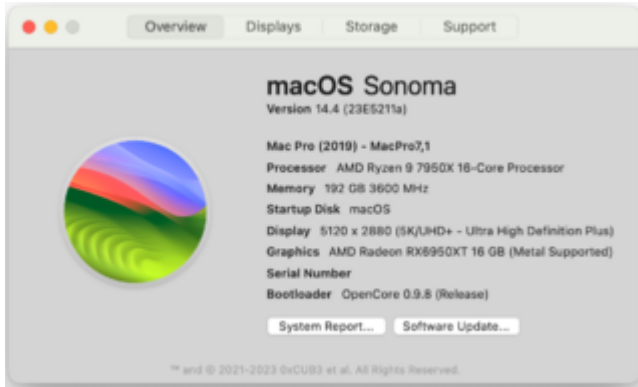 Overview Displays Storage Support
macOS Sonoma
Version 14.4 (23E5211a)
Mac Pro (2019) - MacPro7,1
Processor AMD Ryzen 9 7950X 16-Core Processor
Memory 192 GB 3600 MHz
Startup Disk macOS
Display 5120 x 2880 (5K/UHD+ - Ultra High Definition Plus)
Graphics AMD Radeon RX6950XT 16 GB (Metal Supported)
Serial Number
Bootloader OpenCore 0.9.8 (Release)
System Report... Software Update...
™ and © 2021-2023 0xCUB3 et al. All Rights Reserved.